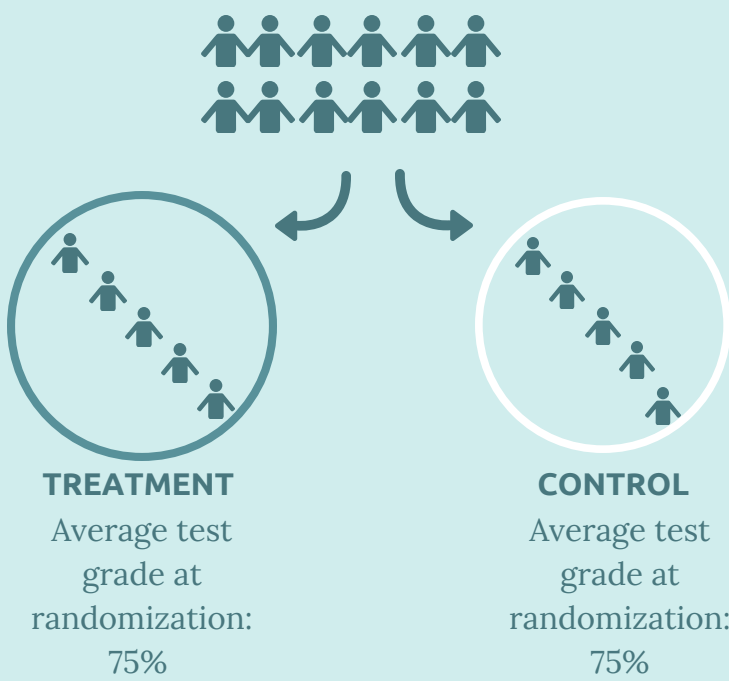 TREATMENT
Average test
grade at
randomization:
75%
CONTROL
Average test
grade at
randomization:
75%